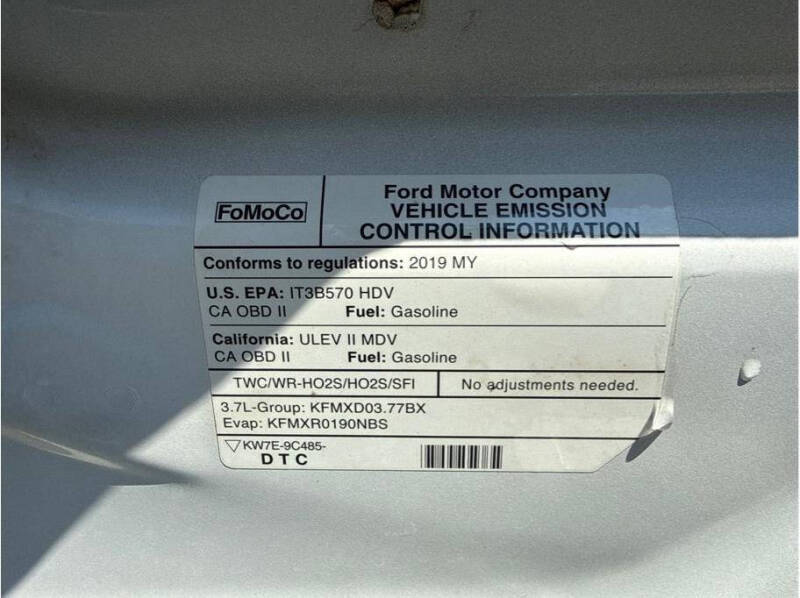 FoMoCo
Ford Motor Company
VEHICLE EMISSION
CONTROL INFORMATION
Conforms to regulations: 2019 MY
U.S. EPA: IT3B570 HDV
CA OBD II Fuel: Gasoline
California: ULEV II MDV
CA OBD II Fuel: Gasoline
TWC/WR-HO2S/HO2S/SFI No adjustments needed.
3.7L-Group: KFMXD03.77BX
Evap: KFMXR0190NBS
KW7E-9C485-
D T C